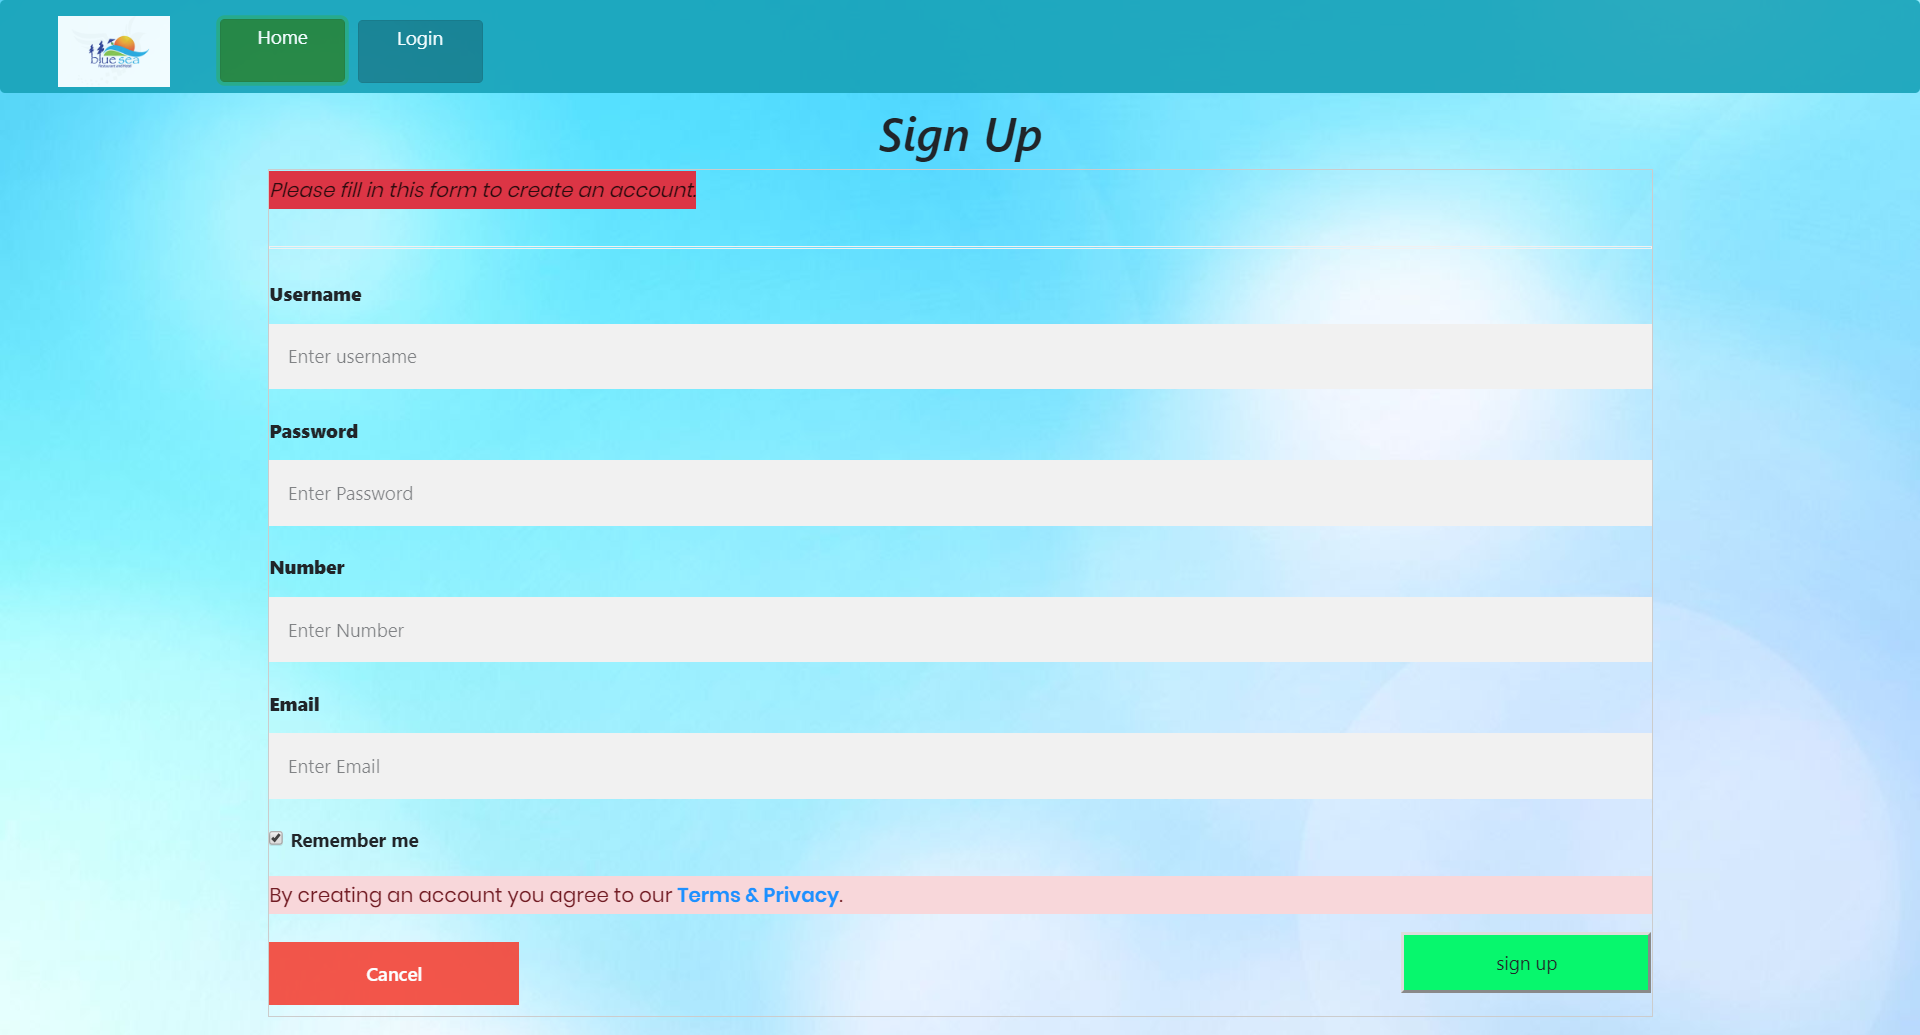 blue sea
Home
Login
Sign Up
Please fill in this form to create an account.
Username
Enter username
Password
Enter Password
Number
Enter Number
Email
Enter Email
Remember me
By creating an account you agree to our Terms & Privacy.
Cancel
sign up